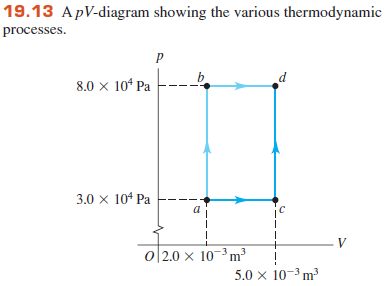 19.13 A pV-diagram showing the various thermodynamic
processes.
p
8.0 × 10⁴ Pa
b
d
3.0 × 10⁴ Pa
a
c
V
O
2.0 × 10⁻³ m³
5.0 × 10⁻³ m³